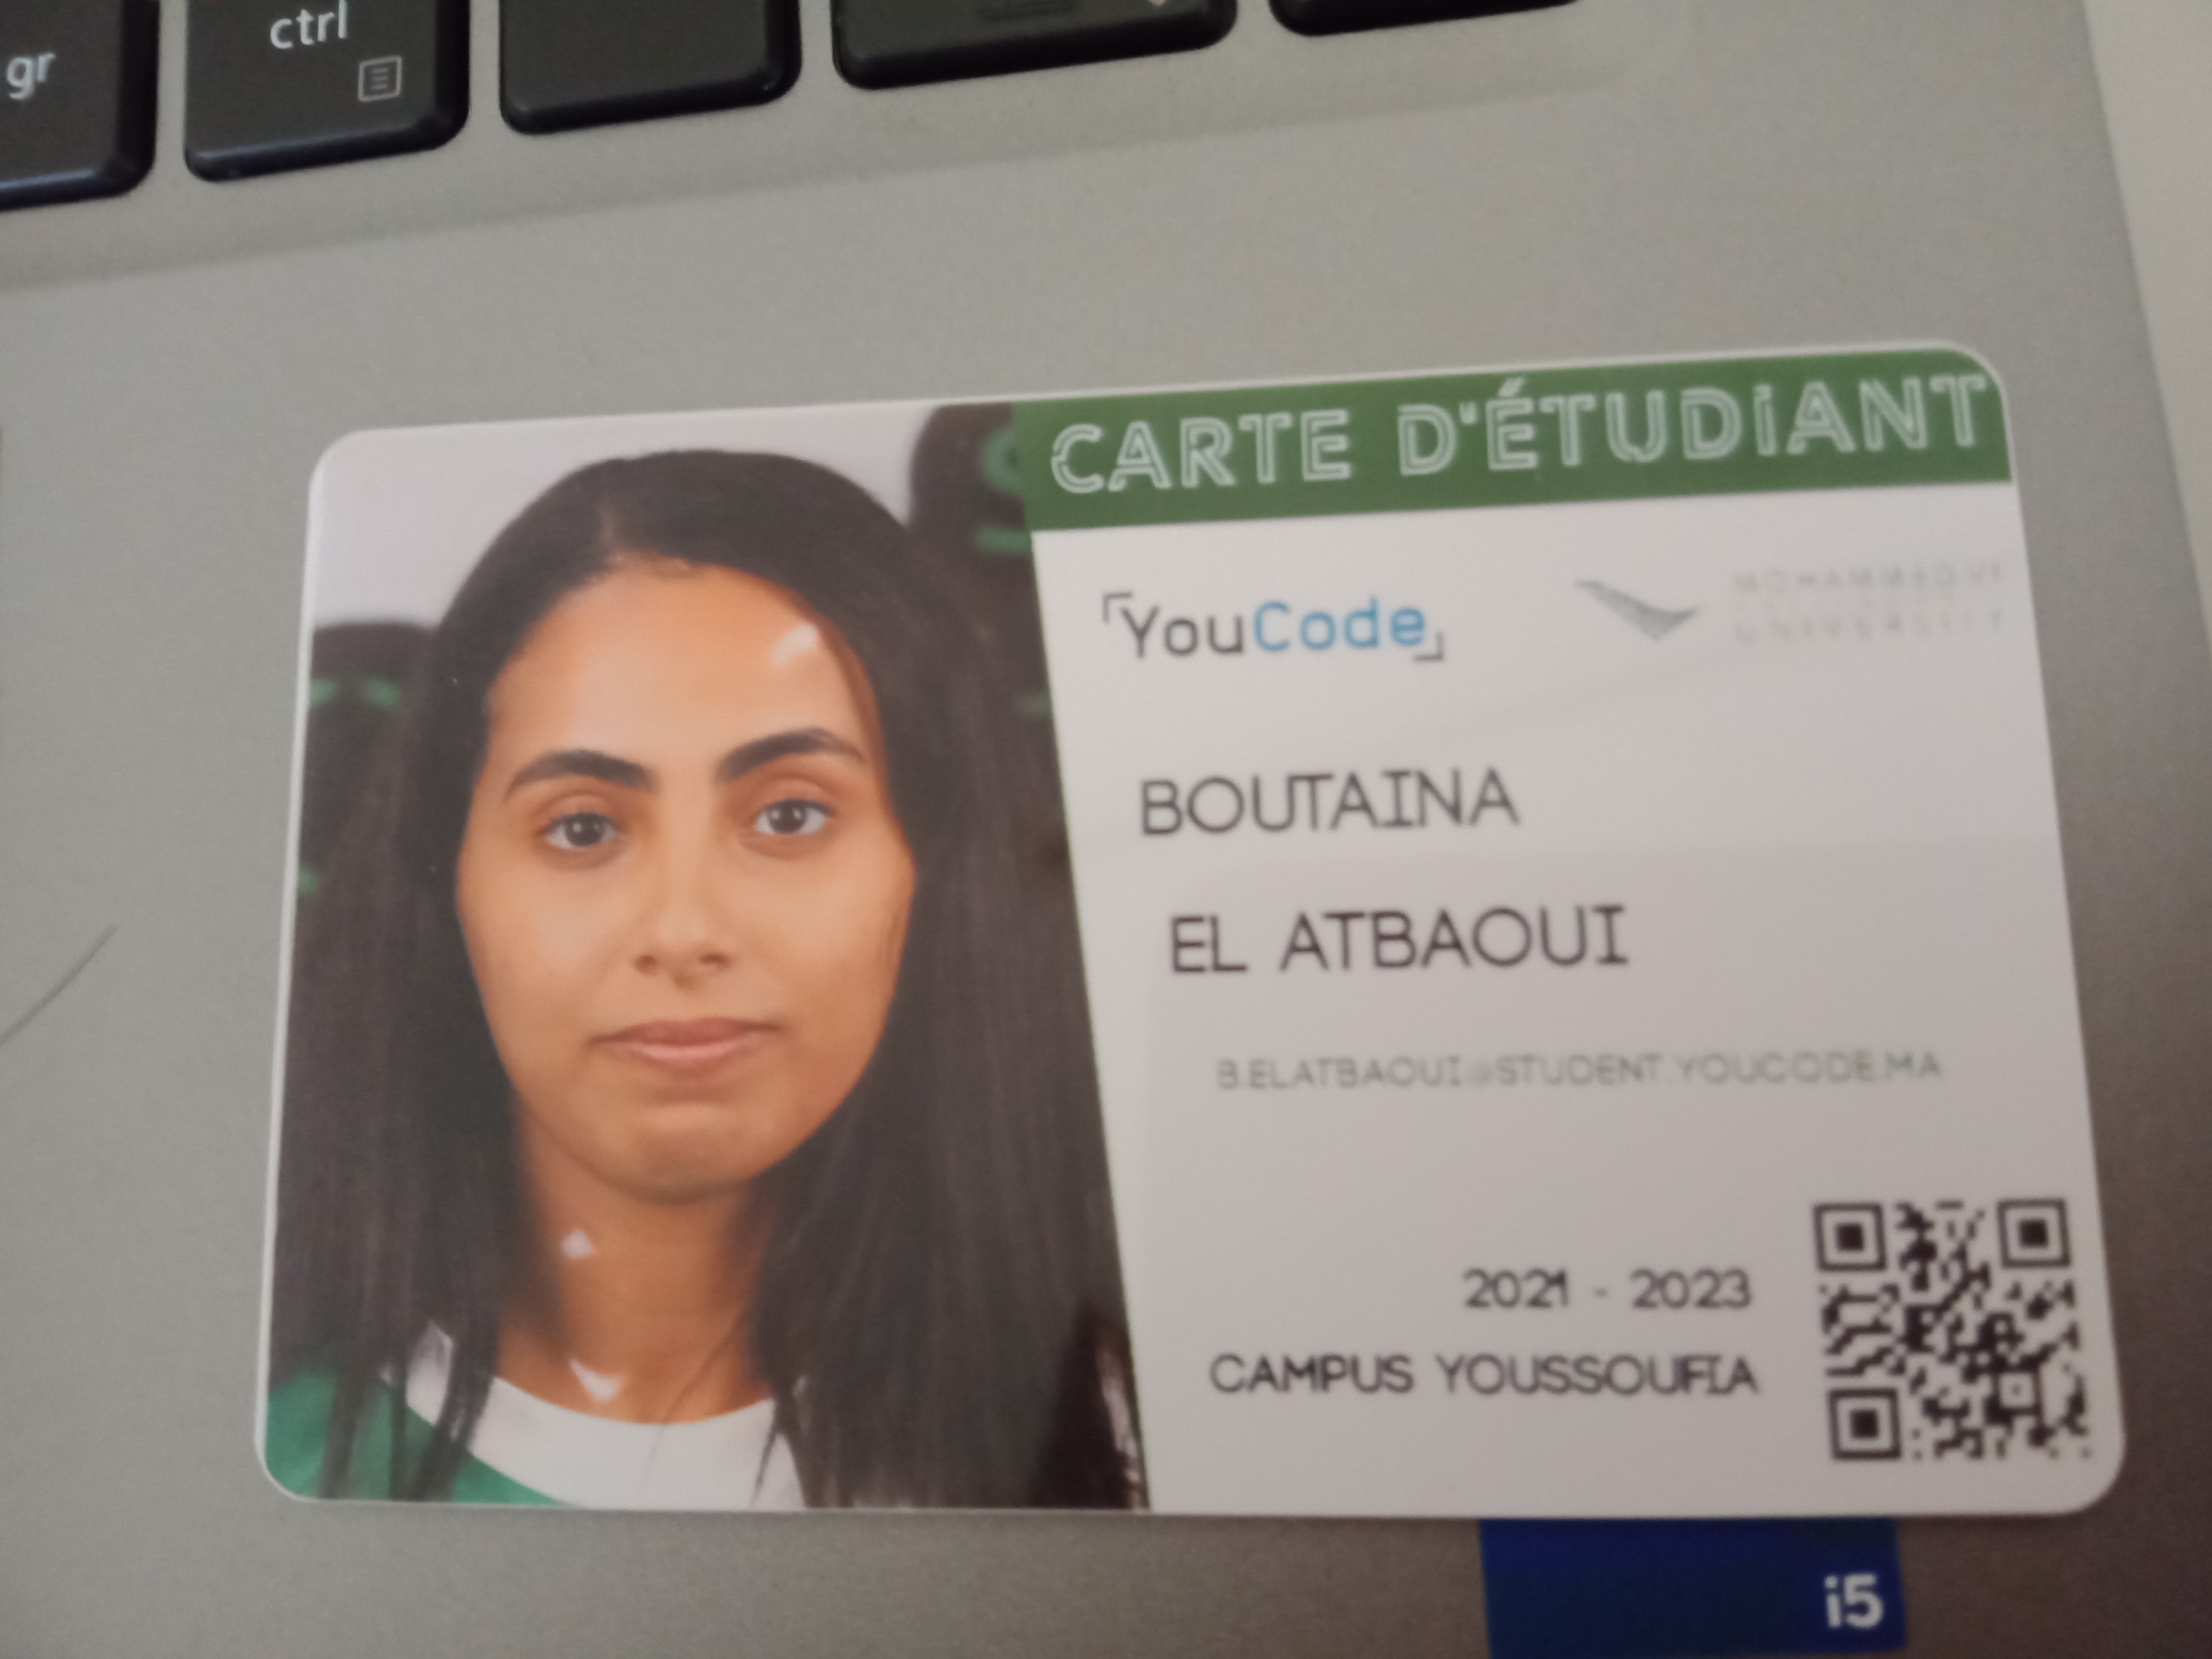 gr
ctrl
CARTE D'ÉTUDiANT
YouCode
MOHAMMED VI
UNIVERSITY
BOUTAINA
EL ATBAOUI
B.ELATBAOUI@STUDENT.YOUCODE.MA
2021 - 2023
CAMPUS YOUSSOUFIA
i5